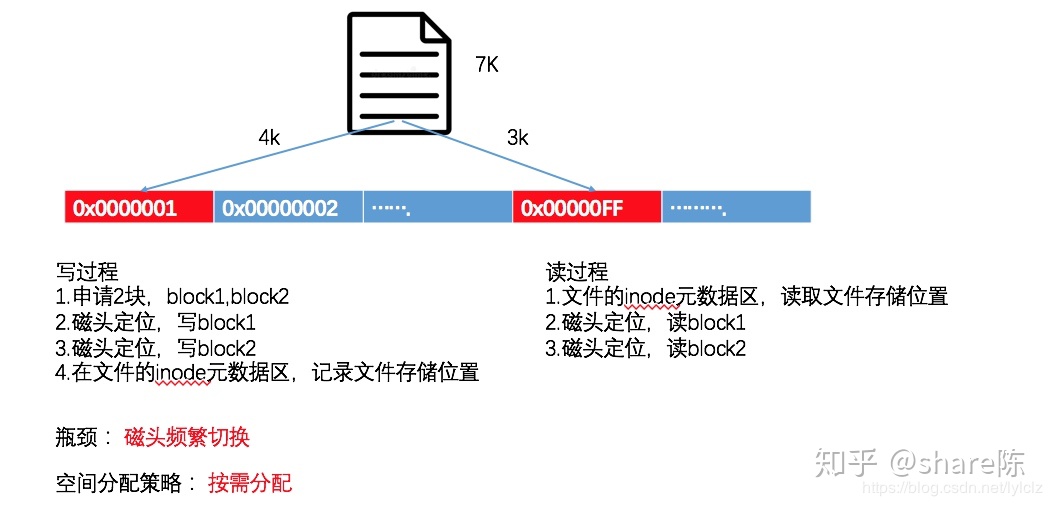 7K
4k
3k
0x0000001
0x00000002
…….
0x00000FF
……….
写过程
1.申请2块，block1,block2
2.磁头定位，写block1
3.磁头定位，写block2
4.在文件的inode元数据区，记录文件存储位置
读过程
1.文件的inode元数据区，读取文件存储位置
2.磁头定位，读block1
3.磁头定位，读block2
瓶颈：磁头频繁切换
空间分配策略：按需分配
知乎 @share陈
https://blog.csdn.net/lylclz